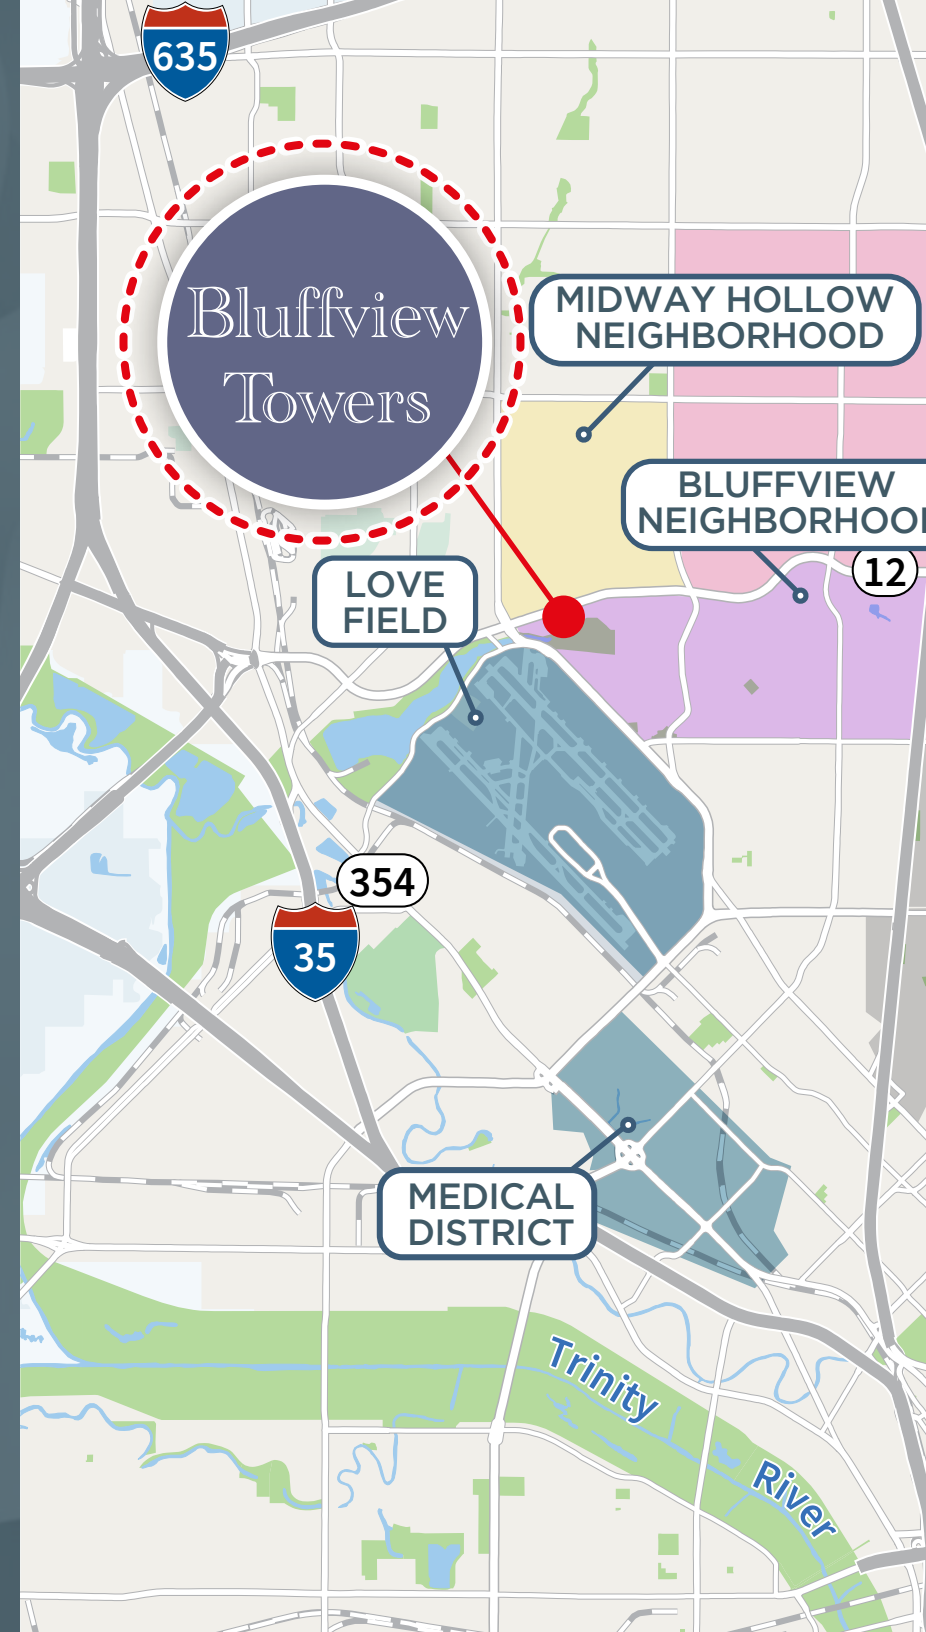 635
Bluffview
Towers
MIDWAY HOLLOW
NEIGHBORHOOD
BLUFFVIEW
NEIGHBORHOO
12
LOVE
FIELD
354
35
MEDICAL
DISTRICT
Trinity
River